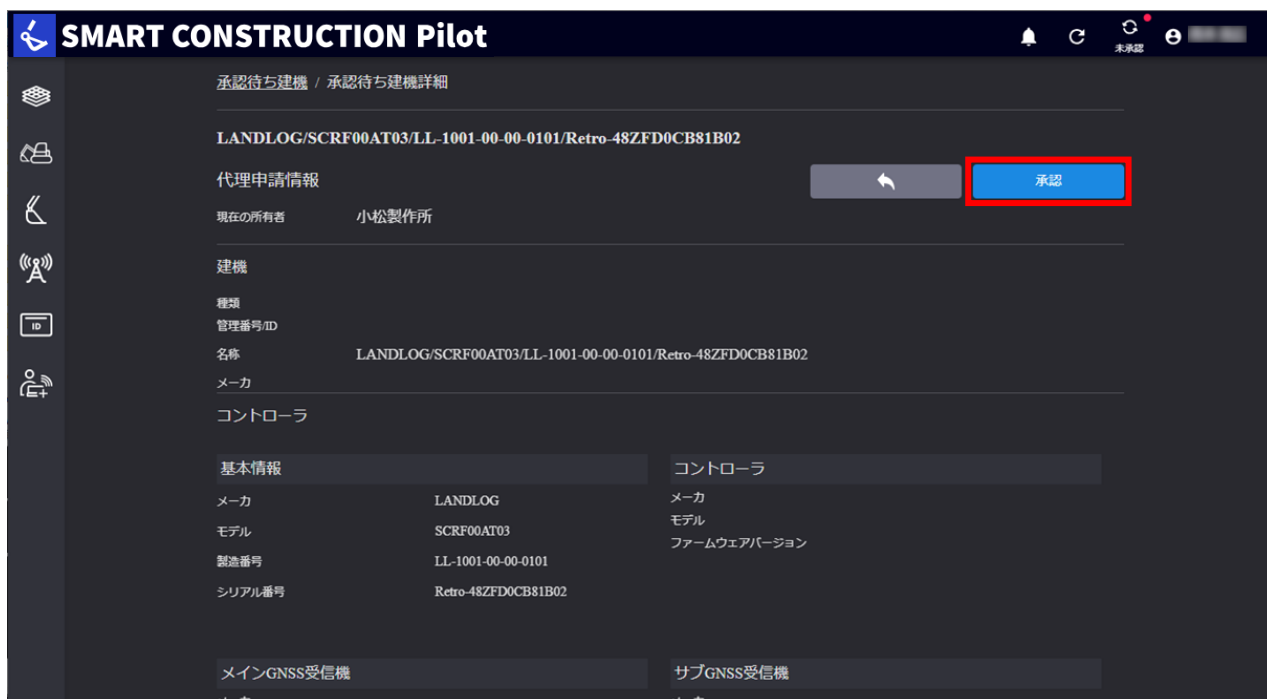 SMART CONSTRUCTION Pilot
未承認
承認待ち建機 / 承認待ち建機詳細
LANDLOG/SCRF00AT03/LL-1001-00-00-0101/Retro-48ZFD0CB81B02
代理申請情報
承認
現在の所有者 小松製作所
建機
種類
管理番号/ID
ID
名称 LANDLOG/SCRF00AT03/LL-1001-00-00-0101/Retro-48ZFD0CB81B02
メーカ
コントローラ
基本情報
メーカ LANDLOG
モデル SCRF00AT03
製造番号 LL-1001-00-00-0101
シリアル番号 Retro-48ZFD0CB81B02
コントローラ
メーカ
モデル
ファームウェアバージョン
メインGNSS受信機
サブGNSS受信機